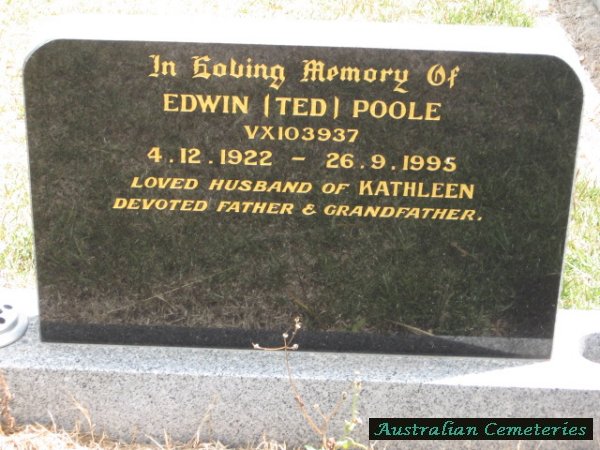 In Loving Memory Of
EDWIN (TED) POOLE
VX103937
4.12.1922 - 26.9.1995
LOVED HUSBAND OF KATHLEEN
DEVOTED FATHER & GRANDFATHER.
Australian Cemeteries